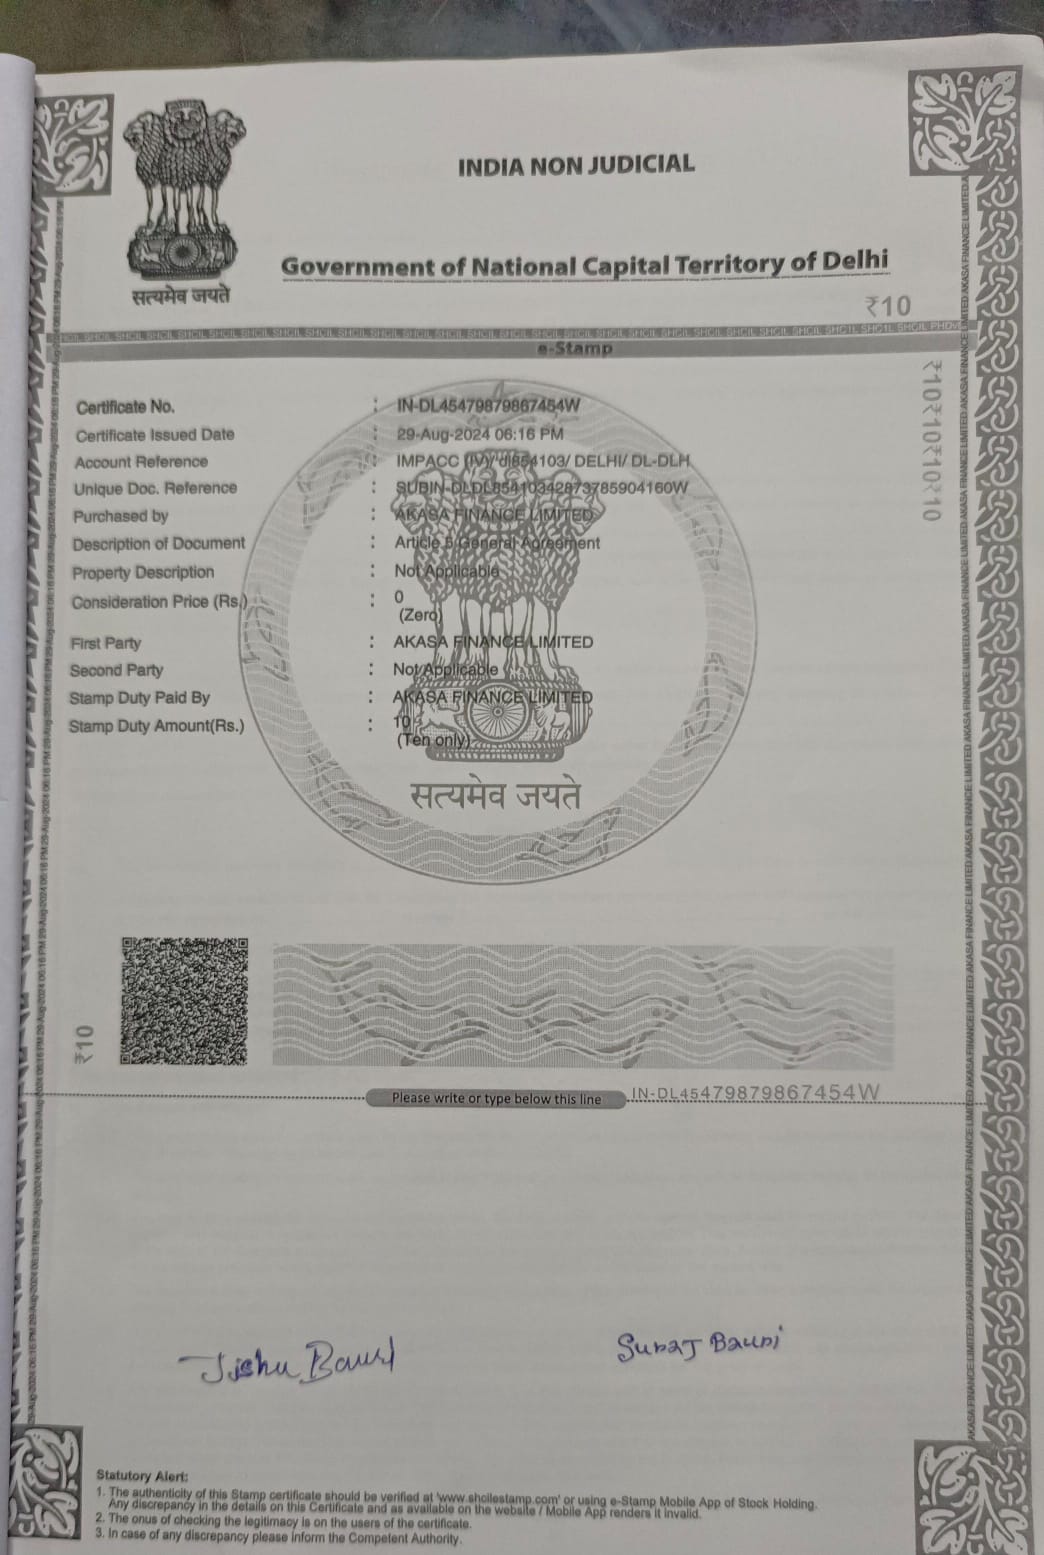 INDIA NON JUDICIAL
Government of National Capital Territory of Delhi
सत्यमेव जयते
₹10
e-Stamp
Certificate No. : IN-DL45479879867454W
Certificate Issued Date : 29-Aug-2024 06:16 PM
Account Reference : IMPACC (IV)/ dl854103/ DELHI/ DL-DLH
Unique Doc. Reference : SUBIN-DLDL85410342873785904160W
Purchased by : AKASA FINANCE LIMITED
Description of Document : Article 5 General Agreement
Property Description : Not Applicable
Consideration Price (Rs.) : 0
(Zero)
First Party : AKASA FINANCE LIMITED
Second Party : Not Applicable
Stamp Duty Paid By : AKASA FINANCE LIMITED
Stamp Duty Amount(Rs.) : 10
(Ten only)
सत्यमेव जयते
₹10₹10₹10₹10
₹10
Please write or type below this line
IN-DL45479879867454W
Jishu Bauri
Suraj Bauri
Statutory Alert:
1. The authenticity of this Stamp certificate should be verified at 'www.shcilestamp.com' or using e-Stamp Mobile App of Stock Holding.
Any discrepancy in the details on this Certificate and as available on the website / Mobile App renders it invalid.
2. The onus of checking the legitimacy is on the users of the certificate.
3. In case of any discrepancy please inform the Competent Authority.